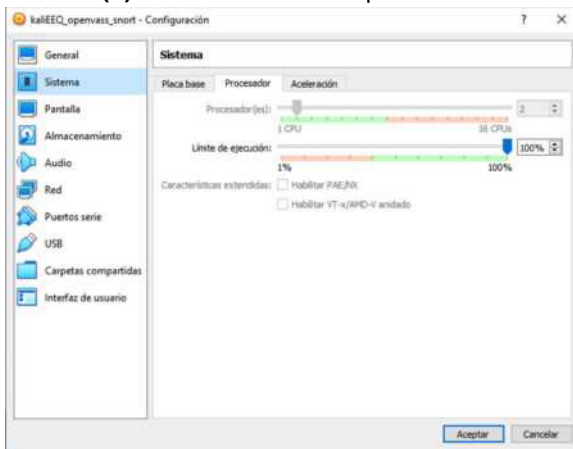 kaliEEQ_openvass_snort - Configuración
? ×
General
Sistema
Pantalla
Almacenamiento
Audio
Red
Puertos serie
USB
Carpetas compartidas
Interfaz de usuario
Sistema
Placa base Procesador Aceleración
Procesador(es): 2
1 CPU 16 CPUs
Límite de ejecución: 100%
1% 100%
Características extendidas: Habilitar PAE/NX
Habilitar VT-x/AMD-V anidado
Aceptar Cancelar